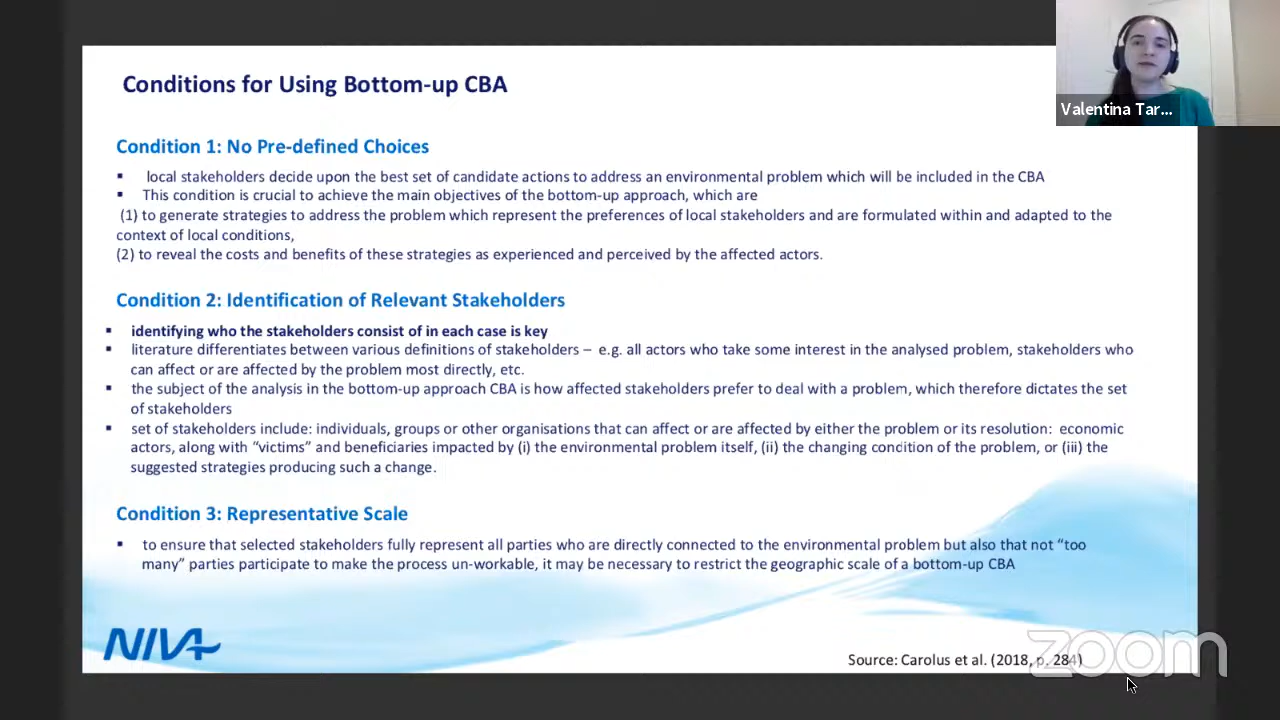 Conditions for Using Bottom-up CBA
Valentina Tar...
Condition 1: No Pre-defined Choices
▪ local stakeholders decide upon the best set of candidate actions to address an environmental problem which will be included in the CBA
▪ This condition is crucial to achieve the main objectives of the bottom-up approach, which are
(1) to generate strategies to address the problem which represent the preferences of local stakeholders and are formulated within and adapted to the
context of local conditions,
(2) to reveal the costs and benefits of these strategies as experienced and perceived by the affected actors.
Condition 2: Identification of Relevant Stakeholders
▪ identifying who the stakeholders consist of in each case is key
▪ literature differentiates between various definitions of stakeholders – e.g. all actors who take some interest in the analysed problem, stakeholders who
can affect or are affected by the problem most directly, etc.
▪ the subject of the analysis in the bottom-up approach CBA is how affected stakeholders prefer to deal with a problem, which therefore dictates the set
of stakeholders
▪ set of stakeholders include: individuals, groups or other organisations that can affect or are affected by either the problem or its resolution: economic
actors, along with “victims” and beneficiaries impacted by (i) the environmental problem itself, (ii) the changing condition of the problem, or (iii) the
suggested strategies producing such a change.
Condition 3: Representative Scale
▪ to ensure that selected stakeholders fully represent all parties who are directly connected to the environmental problem but also that not “too
many” parties participate to make the process un-workable, it may be necessary to restrict the geographic scale of a bottom-up CBA
NIVA
Source: Carolus et al. (2018, p. 284)
zoom